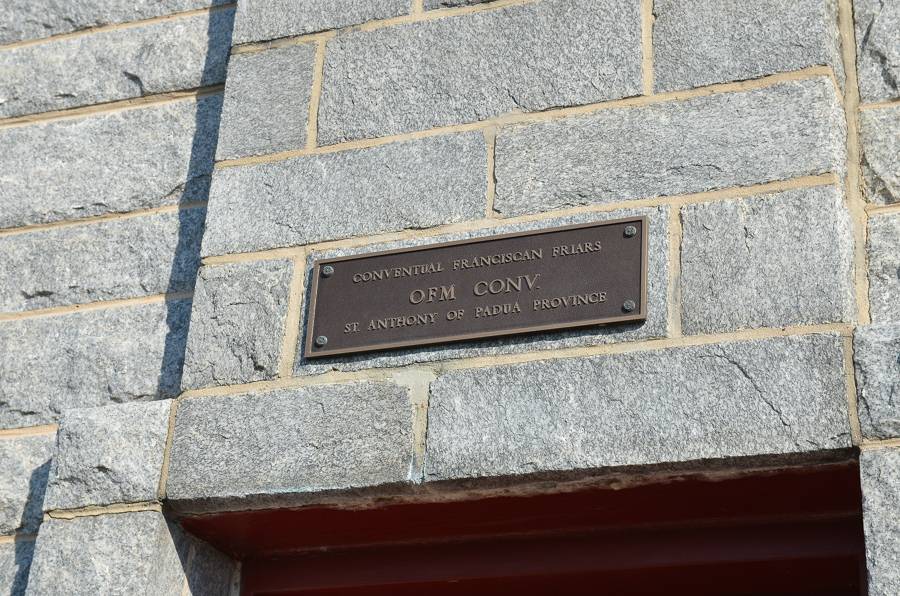 CONVENTUAL FRANCISCAN FRIARS
OFM CONV.
ST. ANTHONY OF PADUA PROVINCE